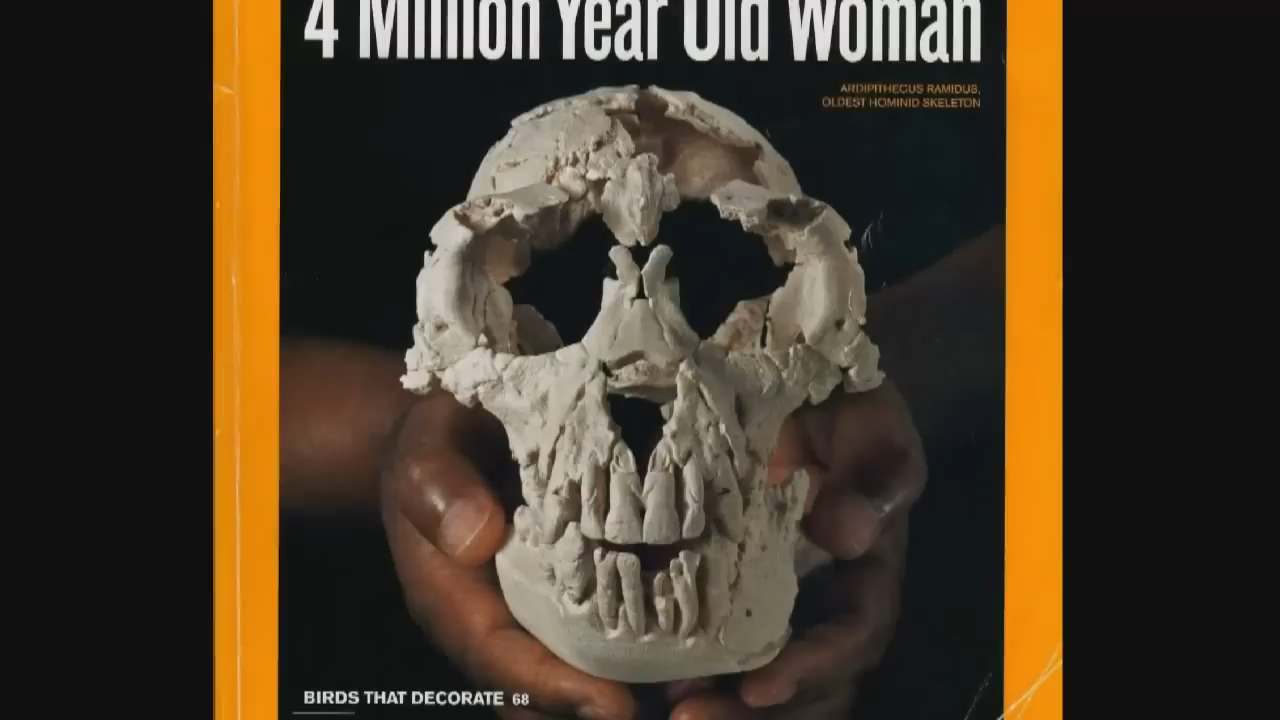 4 Million Year Old Woman
ARDIPITHECUS RAMIDUS,
OLDEST HOMINID SKELETON
BIRDS THAT DECORATE 68